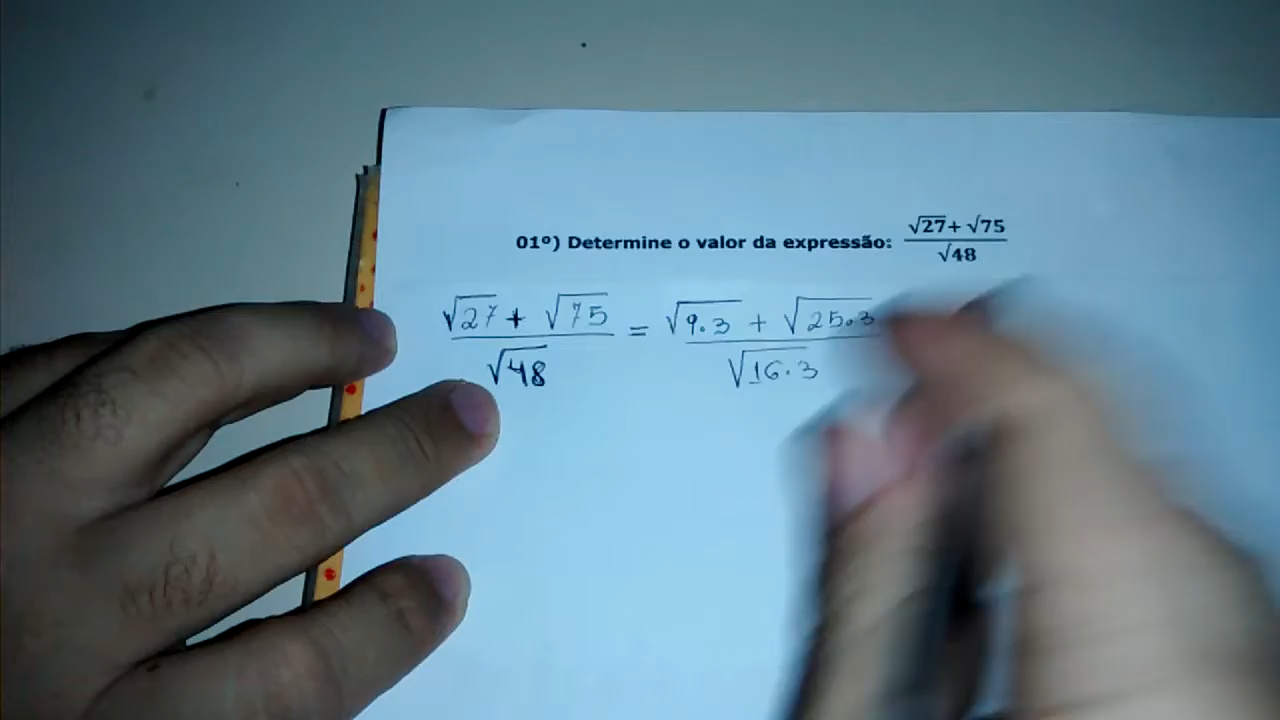 01º) Determine o valor da expressão: (√27 + √75)/√48
(√27 + √75)/√48 = (√9.3 + √25.3)/√16.3